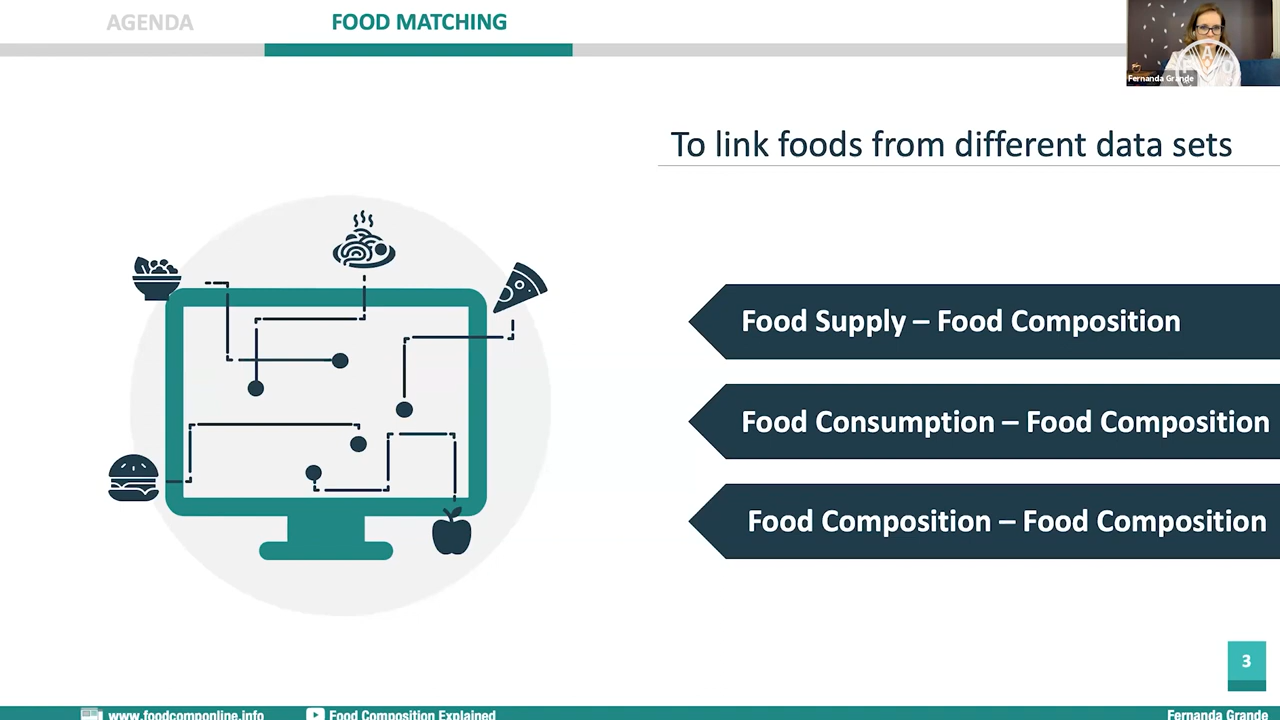 AGENDA
FOOD MATCHING
Fernanda Grande
To link foods from different data sets
Food Supply – Food Composition
Food Consumption – Food Composition
Food Composition – Food Composition
3
www.foodcomponline.info
Food Composition Explained
Fernanda Grande